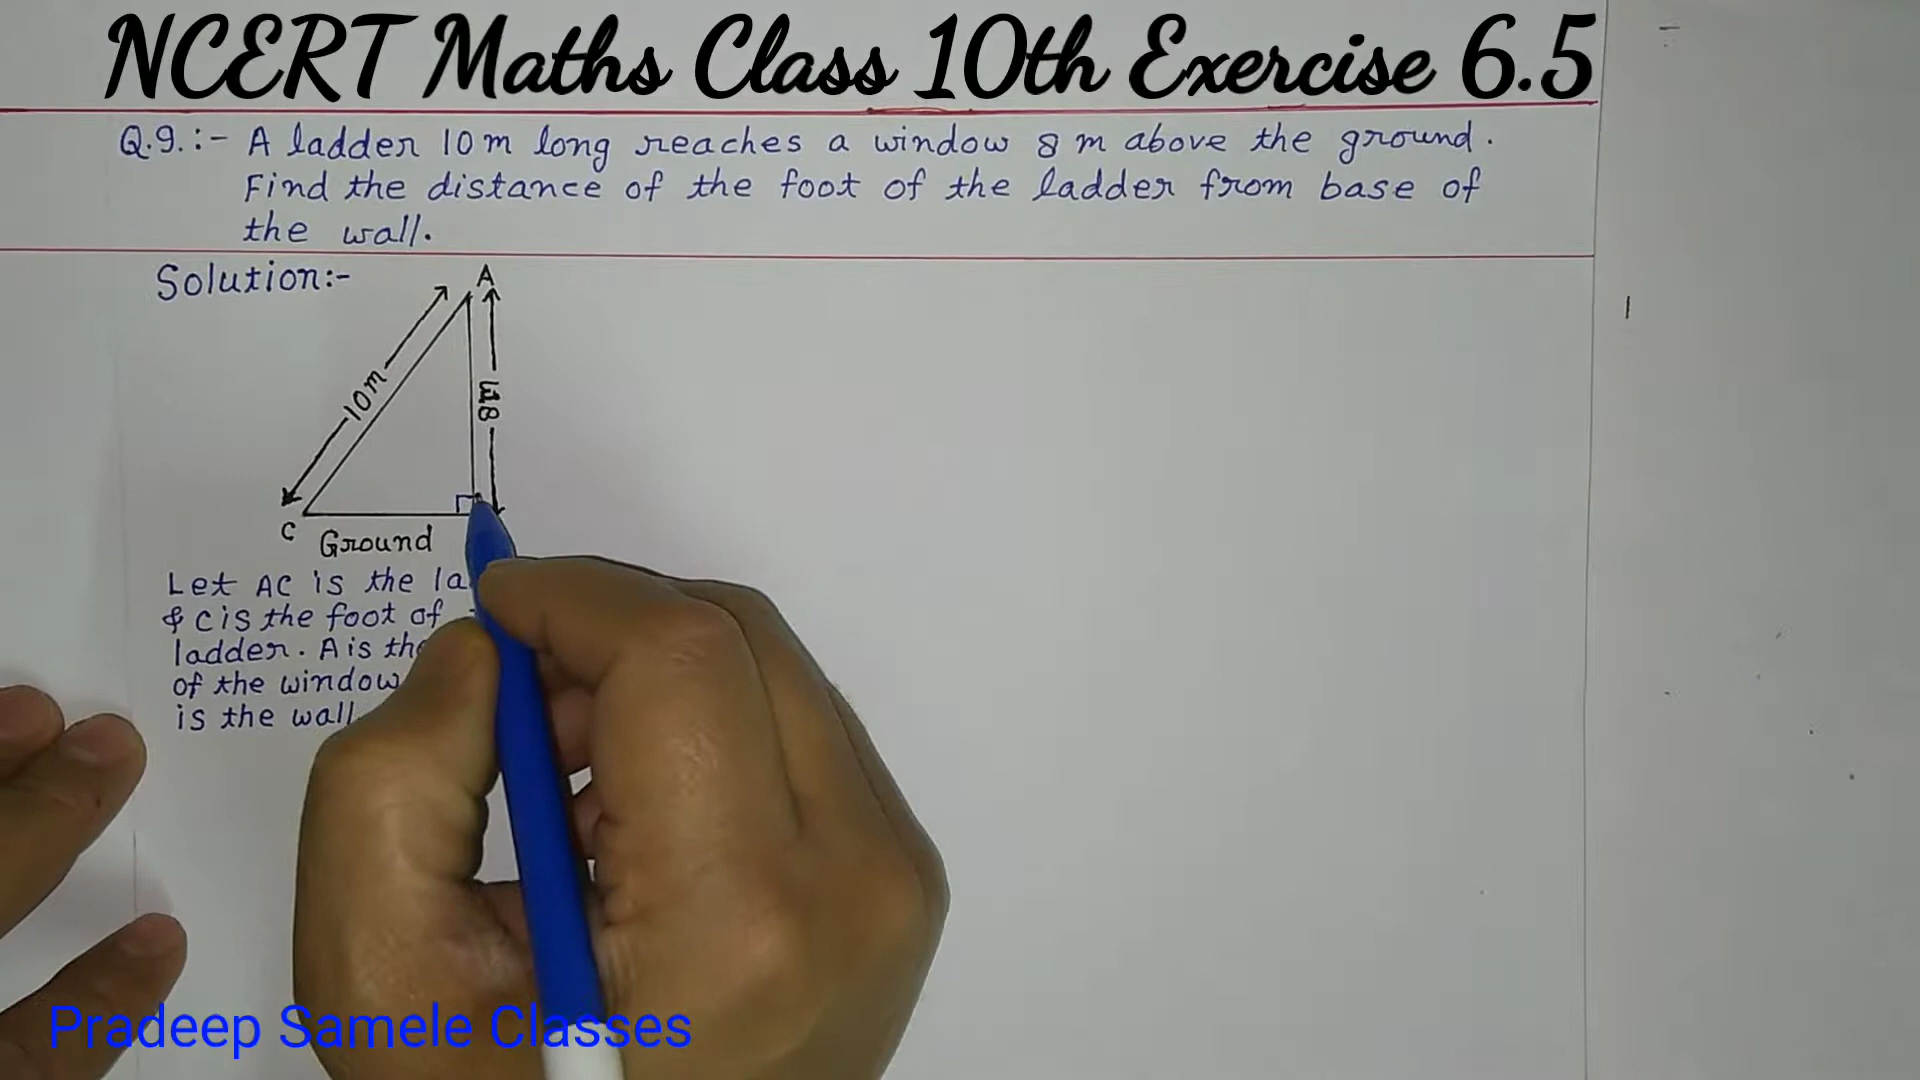 NCERT Maths Class 10th Exercise 6.5
Q.9.:- A ladder 10 m long reaches a window 8 m above the ground.
Find the distance of the foot of the ladder from base of
the wall.
Solution:-
A
10m
8m
C
Ground
Let AC is the
& C is the foot of
ladder. A is
of the window
is the wall
Pradeep Samele Classes